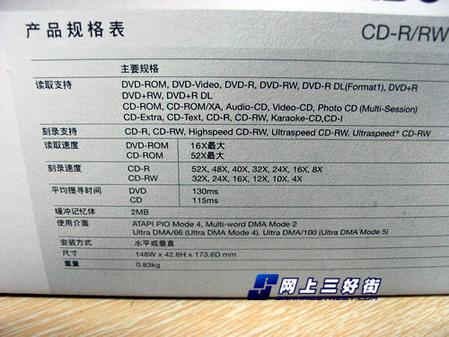 产品规格表 CD-R/RW
主要规格
读取支持 DVD-ROM, DVD-Video, DVD-R, DVD-RW, DVD-R DL(Format1), DVD+R
DVD+RW, DVD+R DL
CD-ROM, CD-ROM/XA, Audio-CD, Video-CD, Photo CD (Multi-Session)
CD-Extra, CD-Text, CD-R, CD-RW, Karaoke-CD,CD-I
刻录支持 CD-R, CD-RW, Highspeed CD-RW, Ultraspeed CD-RW, Ultraspeed+ CD-RW
读取速度 DVD-ROM 16X最大
CD-ROM 52X最大
刻录速度 CD-R 52X, 48X, 40X, 32X, 24X, 16X, 8X
CD-RW 32X, 24X, 16X, 12X, 10X, 4X
平均搜寻时间 DVD 130ms
CD 115ms
缓冲记忆体 2MB
使用介面 ATAPI PIO Mode 4, Multi-word DMA Mode 2
Ultra DMA/66 (Ultra DMA Mode 4), Ultra DMA/100 (Ultra DMA Mode 5)
安装方式 水平或垂直
尺寸 148W x 42.6H x 173.6D mm
重量 0.83kg
网上三好街